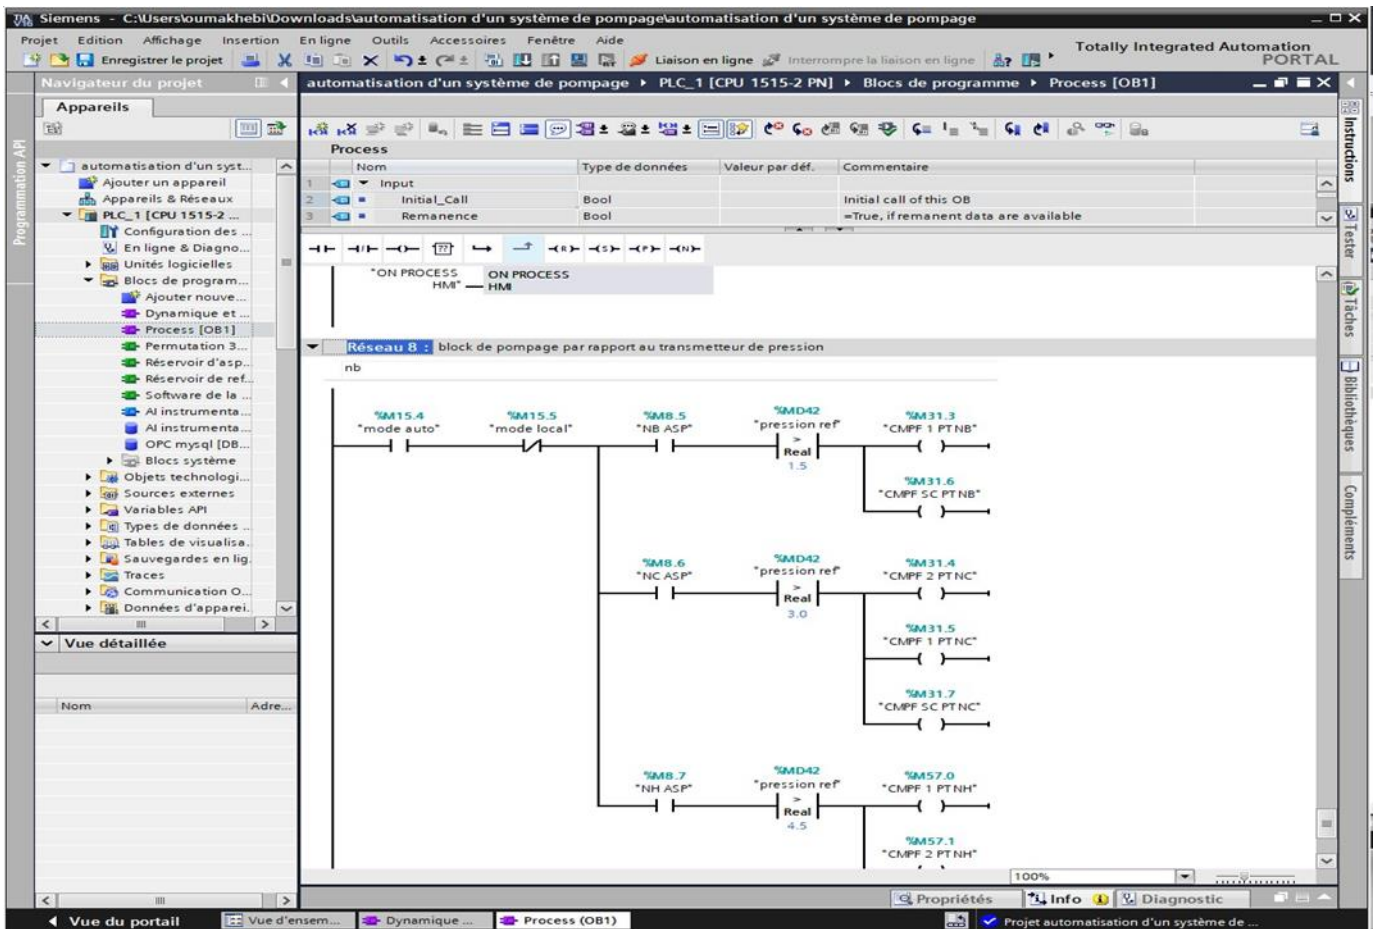 Siemens - C:\Users\oumakhebi\Downloads\automatisation d'un système de pompage\automatisation d'un système de pompage
Projet Edition Affichage Insertion En ligne Outils Accessoires Fenêtre Aide
Totally Integrated Automation
PORTAL
Enregistrer le projet
Liaison en ligne
Interrompre la liaison en ligne
Navigateur du projet
automatisation d'un système de pompage PLC_1 [CPU 1515-2 PN] Blocs de programme Process [OB1]
Appareils
Programmation API
automatisation d'un syst...
Ajouter un appareil
Appareils & Réseaux
PLC_1 [CPU 1515-2 ...
Configuration des ...
En ligne & Diagno...
Unités logicielles
Blocs de program...
Ajouter nouve...
Dynamique et ...
Process [OB1]
Permutation 3...
Réservoir d'asp...
Réservoir de ref...
Software de la ...
AI instrumenta...
AI instrumenta...
OPC mysql [DB...
Blocs système
Objets technologi...
Sources externes
Variables API
Types de données ...
Tables de visualisa...
Sauvegardes en lig...
Traces
Communication O...
Données d'apparei...
Vue détaillée
Nom Adre...
Process
Nom Type de données Valeur par déf. Commentaire
1 Input
2 Initial_Call Bool Initial call of this OB
3 Remanence Bool =True, if remanent data are available
"ON PROCESS
HMI"
ON PROCESS
HMI
Réseau 8 : block de pompage par rapport au transmetteur de pression
nb
%M15.4
"mode auto"
%M15.5
"mode local"
%M8.5
"NB ASP"
%MD42
"pression ref"
>
Real
1.5
%M31.3
"CMPF 1 PT NB"
%M31.6
"CMPF SC PT NB"
%M8.6
"NC ASP"
%MD42
"pression ref"
>
Real
3.0
%M31.4
"CMPF 2 PT NC"
%M31.5
"CMPF 1 PT NC"
%M31.7
"CMPF SC PT NC"
%M8.7
"NH ASP"
%MD42
"pression ref"
>
Real
4.5
%M57.0
"CMPF 1 PT NH"
%M57.1
"CMPF 2 PT NH"
100%
Instructions
Tester
Tâches
Bibliothèques
Compléments
Propriétés
Info
Diagnostic
Vue du portail
Vue d'ensem...
Dynamique ...
Process (OB1)
Projet automatisation d'un système de ...